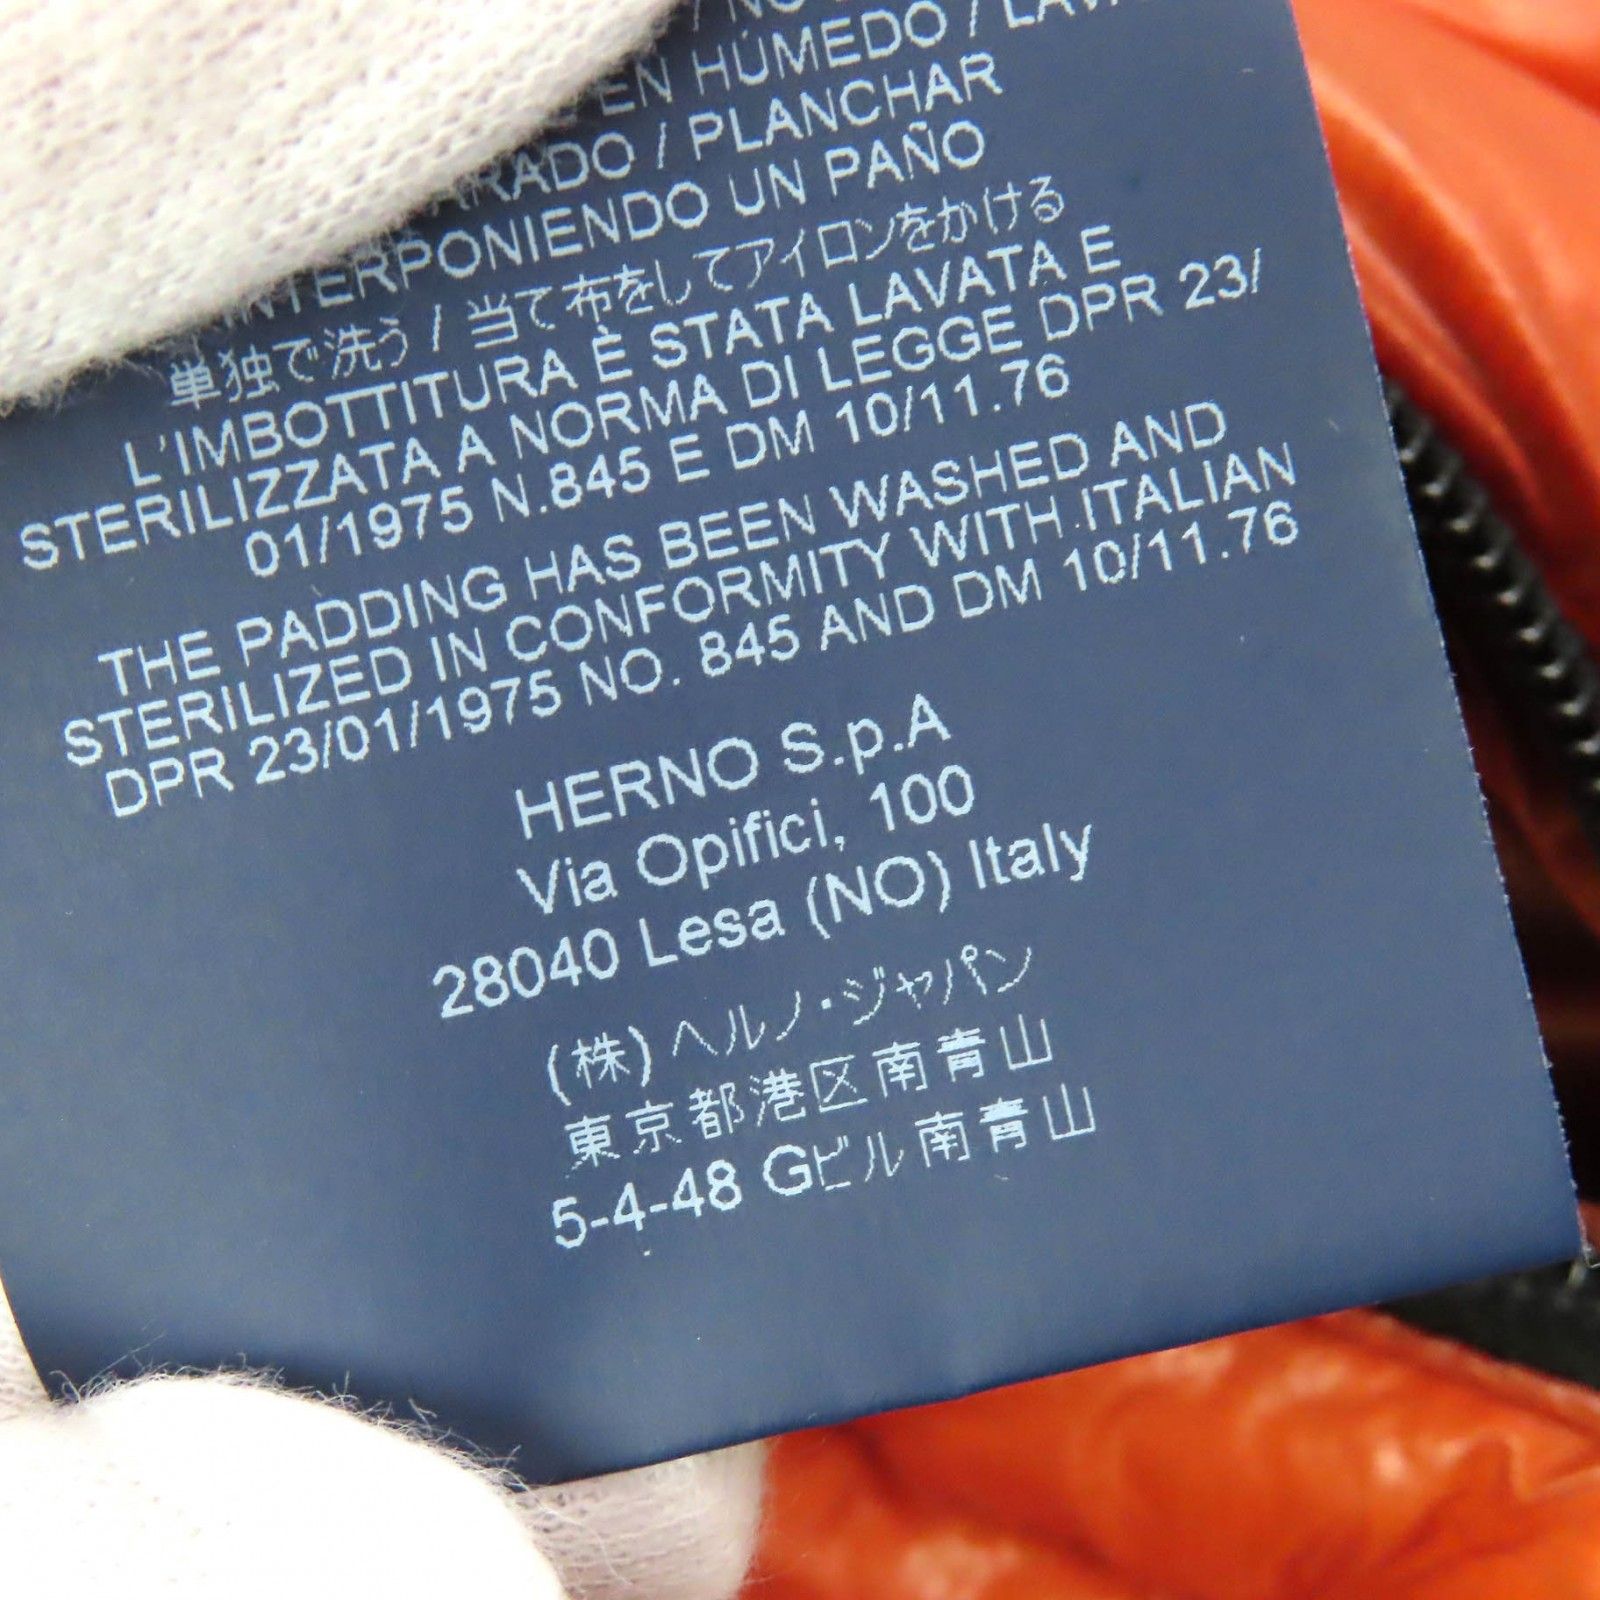 EN HÚMEDO /
/ PLANCHAR
INTERPONIENDO UN PAÑO
単独で洗う / 当て布をしてアイロンをかける
L'IMBOTTITURA È STATA LAVATA E
STERILIZZATA A NORMA DI LEGGE DPR 23/
01/1975 N.845 E DM 10/11.76
THE PADDING HAS BEEN WASHED AND
STERILIZED IN CONFORMITY WITH ITALIAN
DPR 23/01/1975 NO. 845 AND DM 10/11.76
HERNO S.p.A
Via Opifici, 100
28040 Lesa (NO) Italy
(株) ヘルノ・ジャパン
東京都港区南青山
5-4-48 Gビル南青山